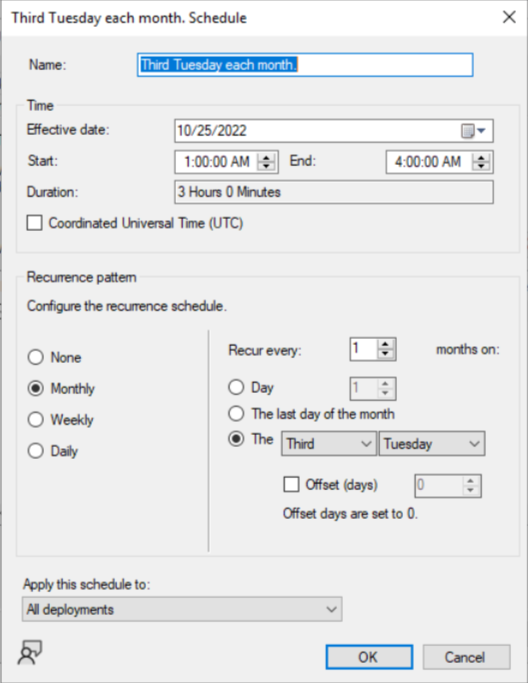 Third Tuesday each month. Schedule
Name: Third Tuesday each month.
Time
Effective date: 10/25/2022
Start: 1:00:00 AM End: 4:00:00 AM
Duration: 3 Hours 0 Minutes
Coordinated Universal Time (UTC)
Recurrence pattern
Configure the recurrence schedule.
None
Monthly
Weekly
Daily
Recur every: 1 months on:
Day 1
The last day of the month
The Third Tuesday
Offset (days) 0
Offset days are set to 0.
Apply this schedule to:
All deployments
OK Cancel